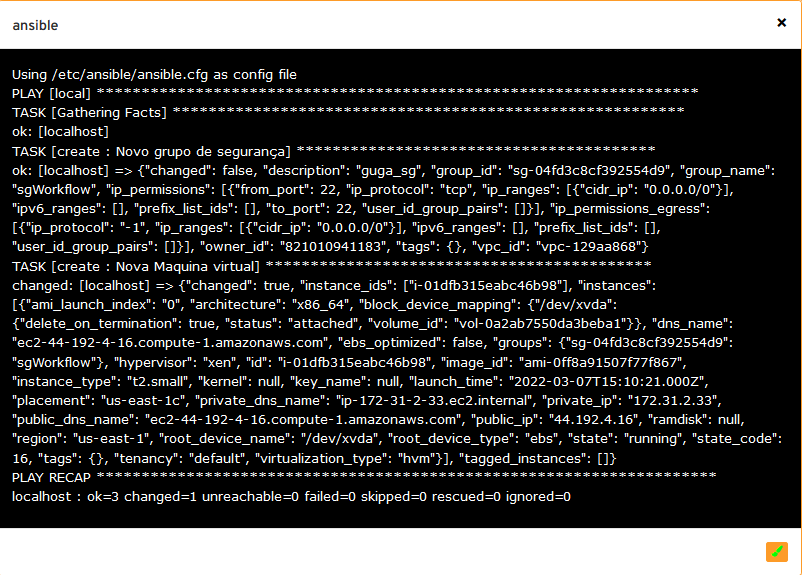 ansible
×
Using /etc/ansible/ansible.cfg as config file
PLAY [local] *******************************************************************
TASK [Gathering Facts] *********************************************************
ok: [localhost]
TASK [create : Novo grupo de segurança] ****************************************
ok: [localhost] => {"changed": false, "description": "guga_sg", "group_id": "sg-04fd3c8cf392554d9", "group_name":
"sgWorkflow", "ip_permissions": [{"from_port": 22, "ip_protocol": "tcp", "ip_ranges": [{"cidr_ip": "0.0.0.0/0"}],
"ipv6_ranges": [], "prefix_list_ids": [], "to_port": 22, "user_id_group_pairs": []}], "ip_permissions_egress":
[{"ip_protocol": "-1", "ip_ranges": [{"cidr_ip": "0.0.0.0/0"}], "ipv6_ranges": [], "prefix_list_ids": [],
"user_id_group_pairs": []}], "owner_id": "821010941183", "tags": {}, "vpc_id": "vpc-129aa868"}
TASK [create : Nova Maquina virtual] *******************************************
changed: [localhost] => {"changed": true, "instance_ids": ["i-01dfb315eabc46b98"], "instances":
[{"ami_launch_index": "0", "architecture": "x86_64", "block_device_mapping": {"/dev/xvda":
{"delete_on_termination": true, "status": "attached", "volume_id": "vol-0a2ab7550da3beba1"}}, "dns_name":
"ec2-44-192-4-16.compute-1.amazonaws.com", "ebs_optimized": false, "groups": {"sg-04fd3c8cf392554d9":
"sgWorkflow"}, "hypervisor": "xen", "id": "i-01dfb315eabc46b98", "image_id": "ami-0ff8a91507f77f867",
"instance_type": "t2.small", "kernel": null, "key_name": null, "launch_time": "2022-03-07T15:10:21.000Z",
"placement": "us-east-1c", "private_dns_name": "ip-172-31-2-33.ec2.internal", "private_ip": "172.31.2.33",
"public_dns_name": "ec2-44-192-4-16.compute-1.amazonaws.com", "public_ip": "44.192.4.16", "ramdisk": null,
"region": "us-east-1", "root_device_name": "/dev/xvda", "root_device_type": "ebs", "state": "running", "state_code":
16, "tags": {}, "tenancy": "default", "virtualization_type": "hvm"}], "tagged_instances": []}
PLAY RECAP *********************************************************************
localhost : ok=3 changed=1 unreachable=0 failed=0 skipped=0 rescued=0 ignored=0